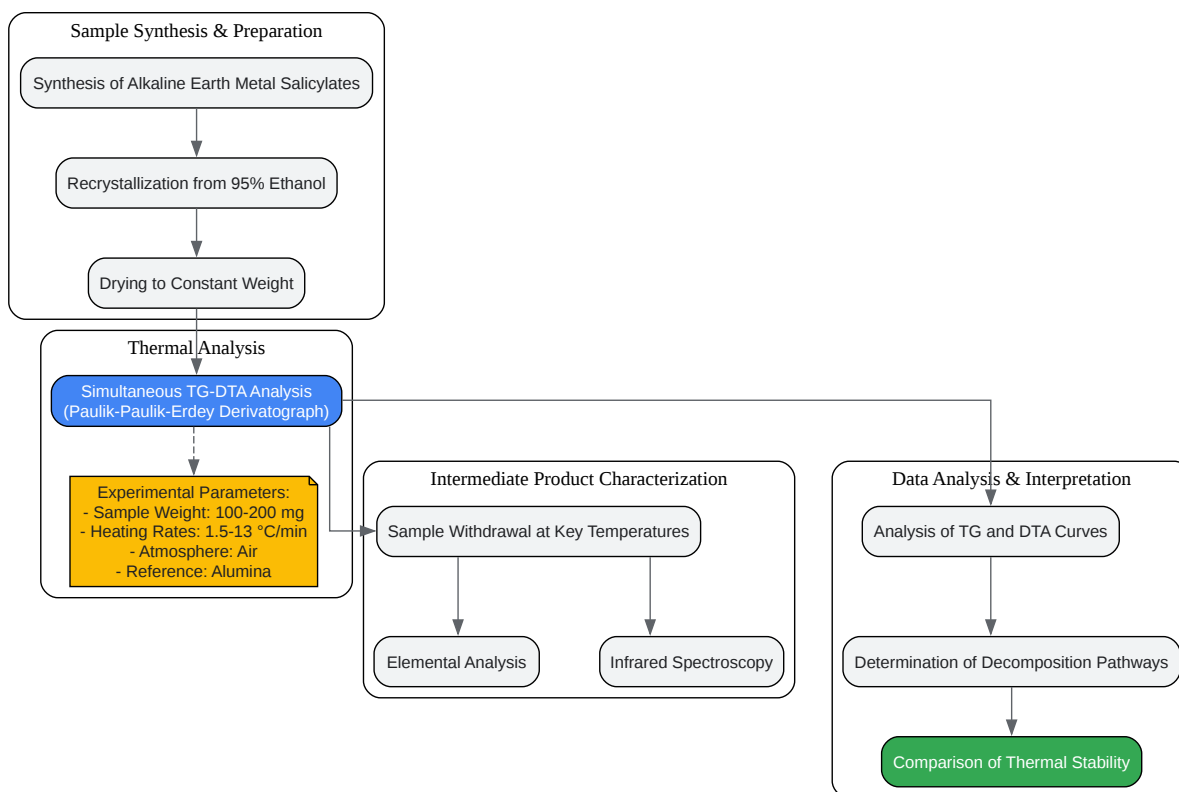 Sample Synthesis & Preparation
Synthesis of Alkaline Earth Metal Salicylates
Recrystallization from 95% Ethanol
Drying to Constant Weight
Thermal Analysis
Simultaneous TG-DTA Analysis
(Paulik-Paulik-Erdey Derivatograph)
Experimental Parameters:
- Sample Weight: 100-200 mg
- Heating Rates: 1.5-13 °C/min
- Atmosphere: Air
- Reference: Alumina
Intermediate Product Characterization
Sample Withdrawal at Key Temperatures
Elemental Analysis
Infrared Spectroscopy
Data Analysis & Interpretation
Analysis of TG and DTA Curves
Determination of Decomposition Pathways
Comparison of Thermal Stability